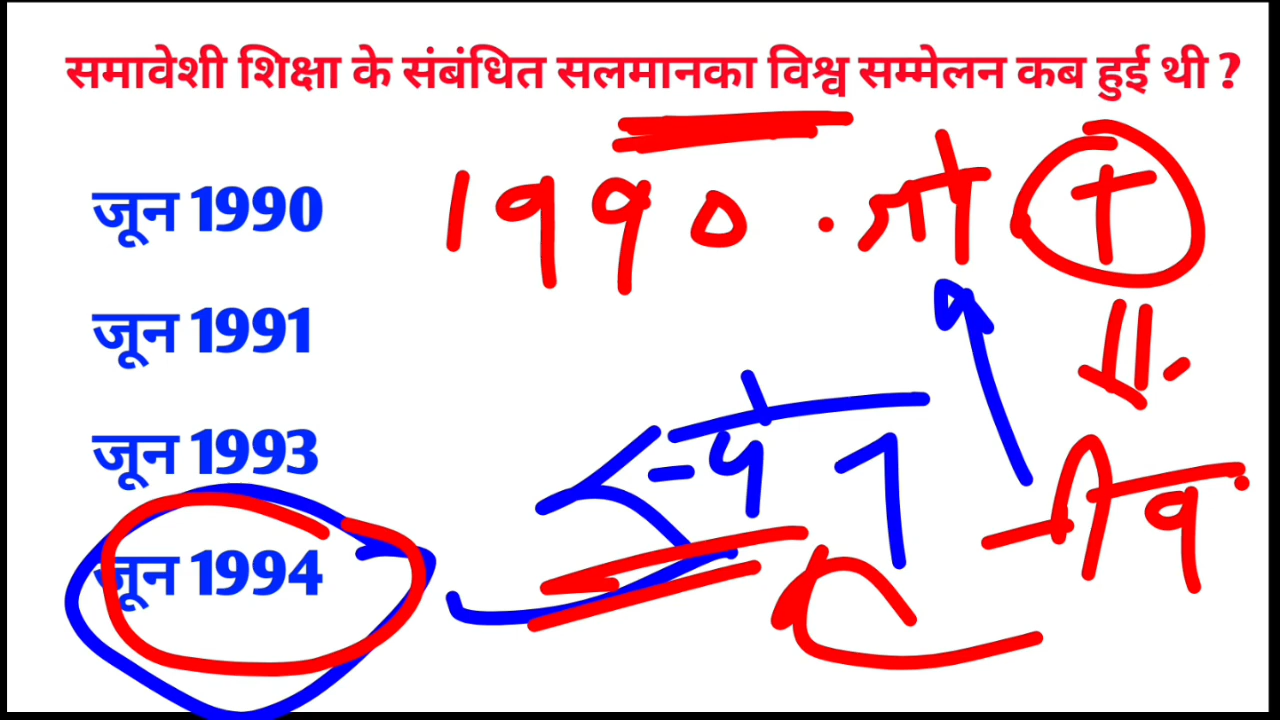 समावेशी शिक्षा के संबंधित सलमानका विश्व सम्मेलन कब हुई थी ?
जून 1990
1990
जून 1991
जून 1993
जून 1994